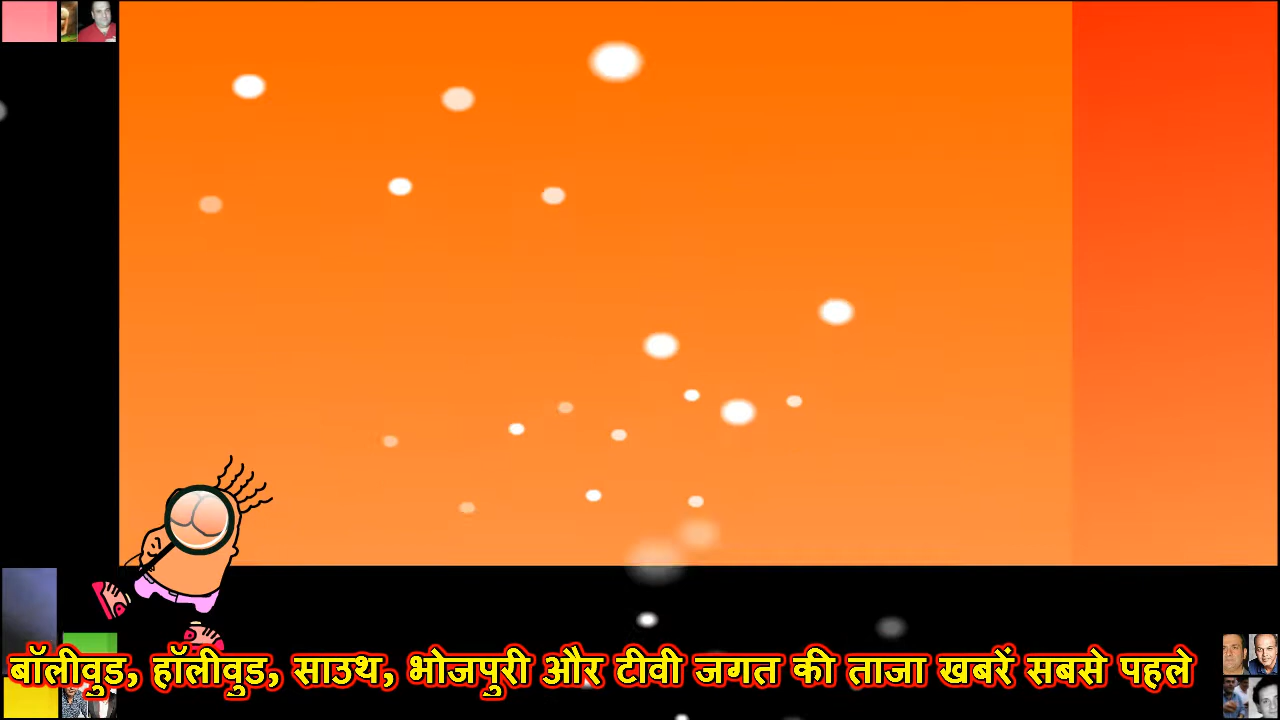 बॉलीवुड, हॉलीवुड, साउथ, भोजपुरी और टीवी जगत की ताजा खबरें सबसे पहले